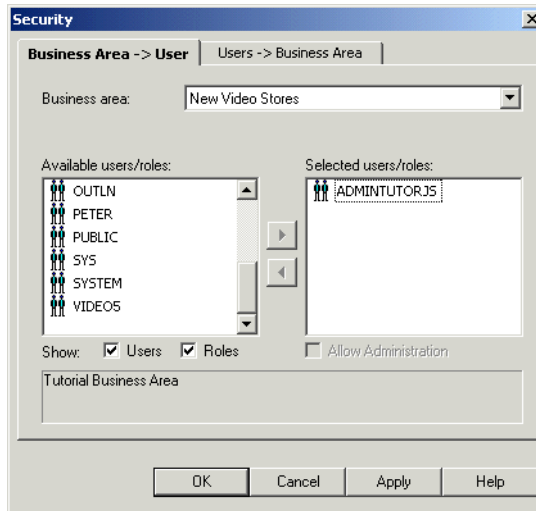 Security
Business Area -> User
Users -> Business Area
Business area:
New Video Stores
Available users/roles:
Selected users/roles:
OUTLN
PETER
PUBLIC
SYS
SYSTEM
VIDEO5
ADMINTUTORJS
Show: Users Roles
Allow Administration
Tutorial Business Area
OK Cancel Apply Help